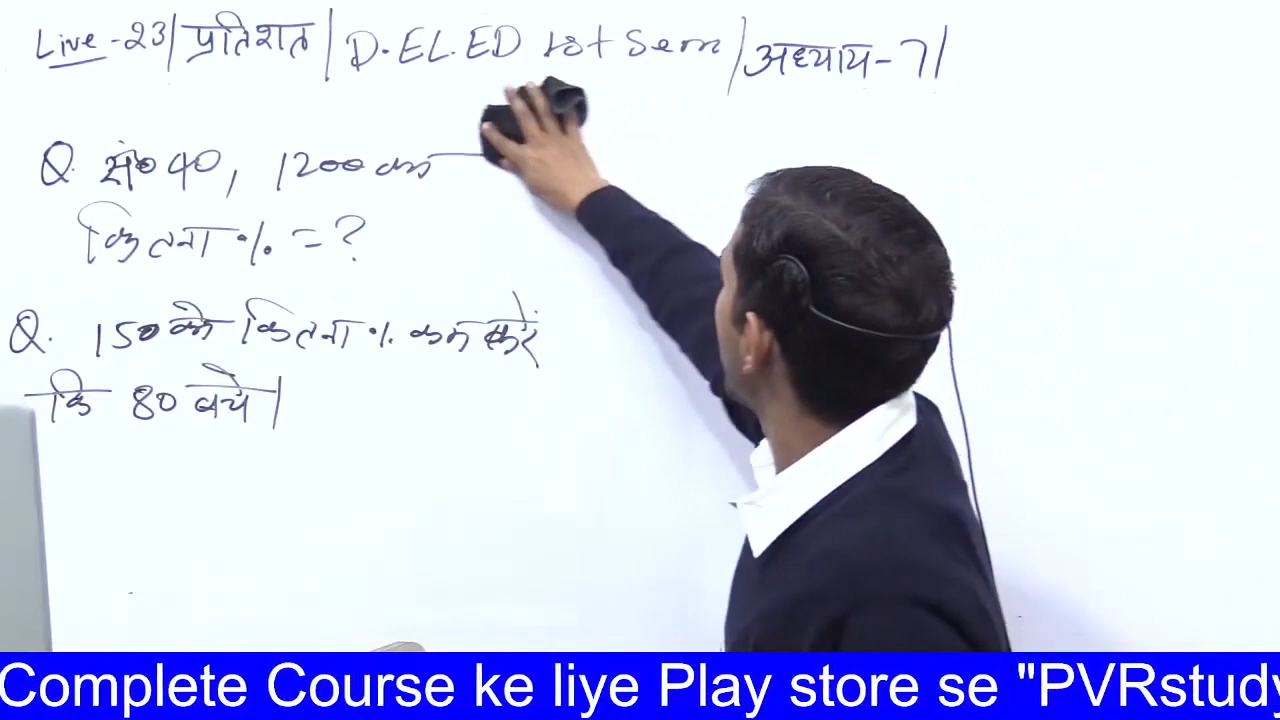 Live-23|प्रतिशत|D.EL.ED 1st Sem|अध्याय-7|
Q. सं० 40, 1200 का
कितना % = ?
Q. 150 को कितना % कम करें
कि 80 बचे|
Complete Course ke liye Play store se "PVRstudy